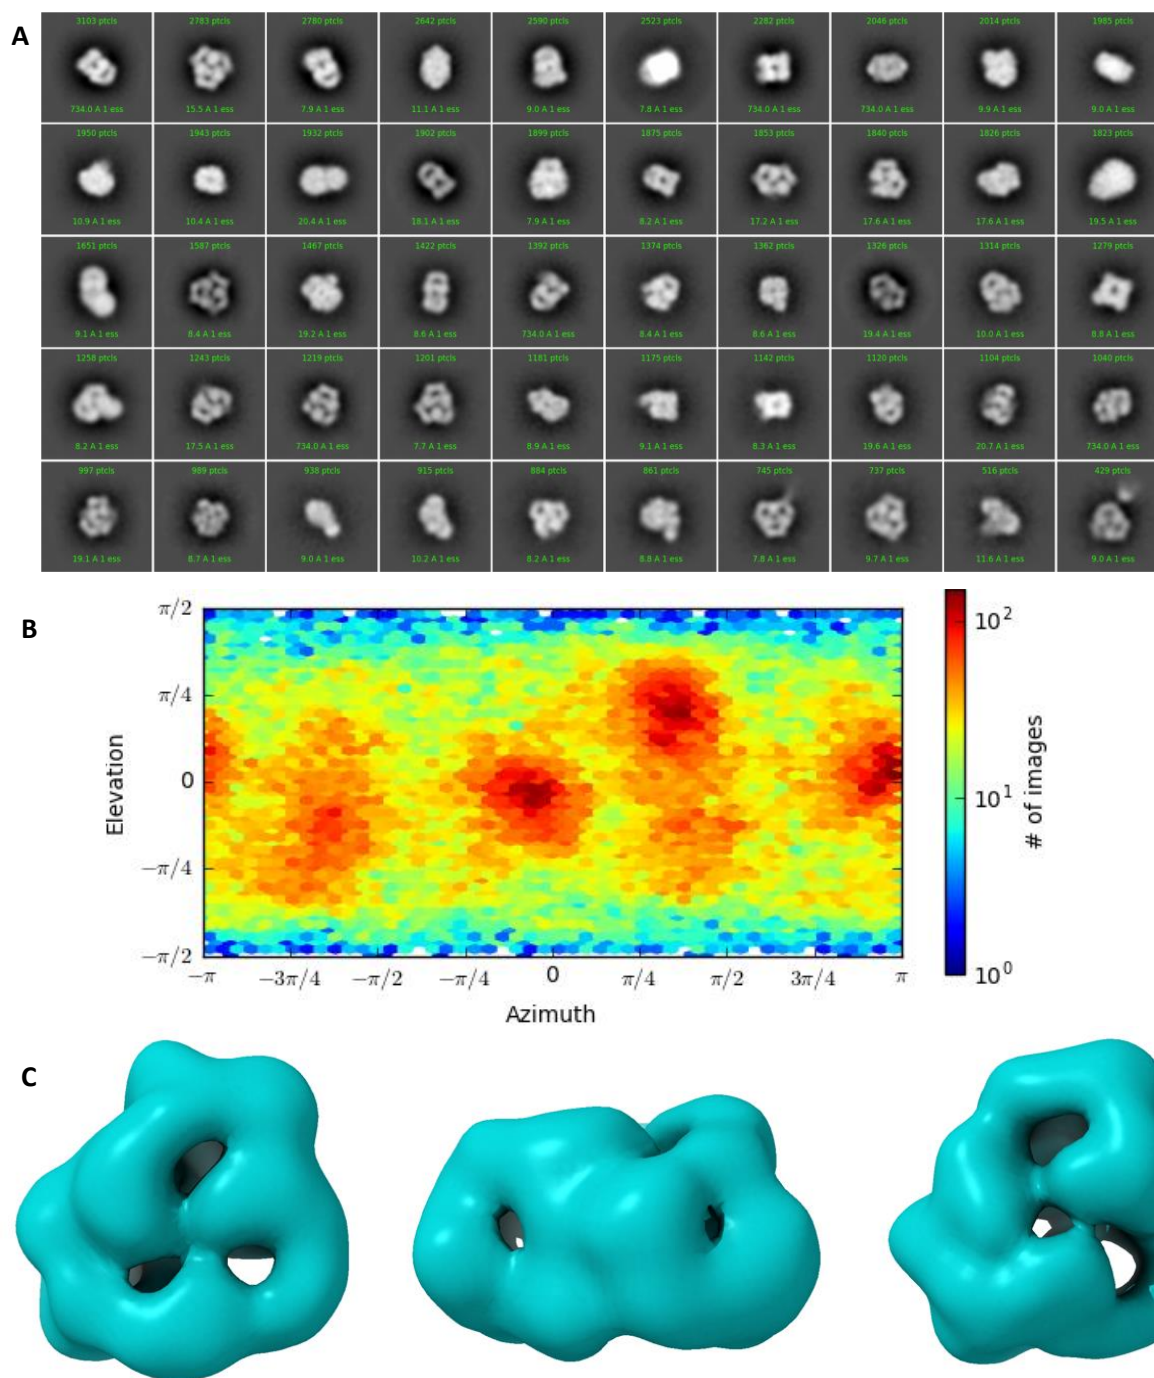 A
3103 ptcls 2783 ptcls 2780 ptcls 2642 ptcls 2590 ptcls 2523 ptcls 2282 ptcls 2046 ptcls 2014 ptcls 1985 ptcls
734.0 A 1 ess 15.5 A 1 ess 7.9 A 1 ess 11.1 A 1 ess 9.0 A 1 ess 7.8 A 1 ess 734.0 A 1 ess 734.0 A 1 ess 9.9 A 1 ess 9.0 A 1 ess
1950 ptcls 1943 ptcls 1932 ptcls 1902 ptcls 1899 ptcls 1875 ptcls 1853 ptcls 1840 ptcls 1826 ptcls 1823 ptcls
10.9 A 1 ess 10.4 A 1 ess 20.4 A 1 ess 18.1 A 1 ess 7.9 A 1 ess 8.2 A 1 ess 17.2 A 1 ess 17.6 A 1 ess 17.6 A 1 ess 19.5 A 1 ess
1651 ptcls 1587 ptcls 1467 ptcls 1422 ptcls 1392 ptcls 1374 ptcls 1362 ptcls 1326 ptcls 1314 ptcls 1279 ptcls
9.1 A 1 ess 8.4 A 1 ess 19.2 A 1 ess 8.6 A 1 ess 734.0 A 1 ess 8.4 A 1 ess 8.6 A 1 ess 19.4 A 1 ess 10.0 A 1 ess 8.8 A 1 ess
1258 ptcls 1243 ptcls 1219 ptcls 1201 ptcls 1181 ptcls 1175 ptcls 1142 ptcls 1120 ptcls 1104 ptcls 1040 ptcls
8.2 A 1 ess 17.5 A 1 ess 734.0 A 1 ess 7.7 A 1 ess 8.9 A 1 ess 9.1 A 1 ess 8.3 A 1 ess 19.6 A 1 ess 20.7 A 1 ess 734.0 A 1 ess
997 ptcls 989 ptcls 938 ptcls 915 ptcls 884 ptcls 861 ptcls 745 ptcls 737 ptcls 516 ptcls 429 ptcls
19.1 A 1 ess 8.7 A 1 ess 9.0 A 1 ess 10.2 A 1 ess 8.2 A 1 ess 8.8 A 1 ess 7.8 A 1 ess 9.7 A 1 ess 11.6 A 1 ess 9.0 A 1 ess
B
π/2
π/4
0
−π/4
−π/2
Elevation
−π −3π/4 −π/2 −π/4 0 π/4 π/2 3π/4 π
Azimuth
10²
10¹
10⁰
# of images
C